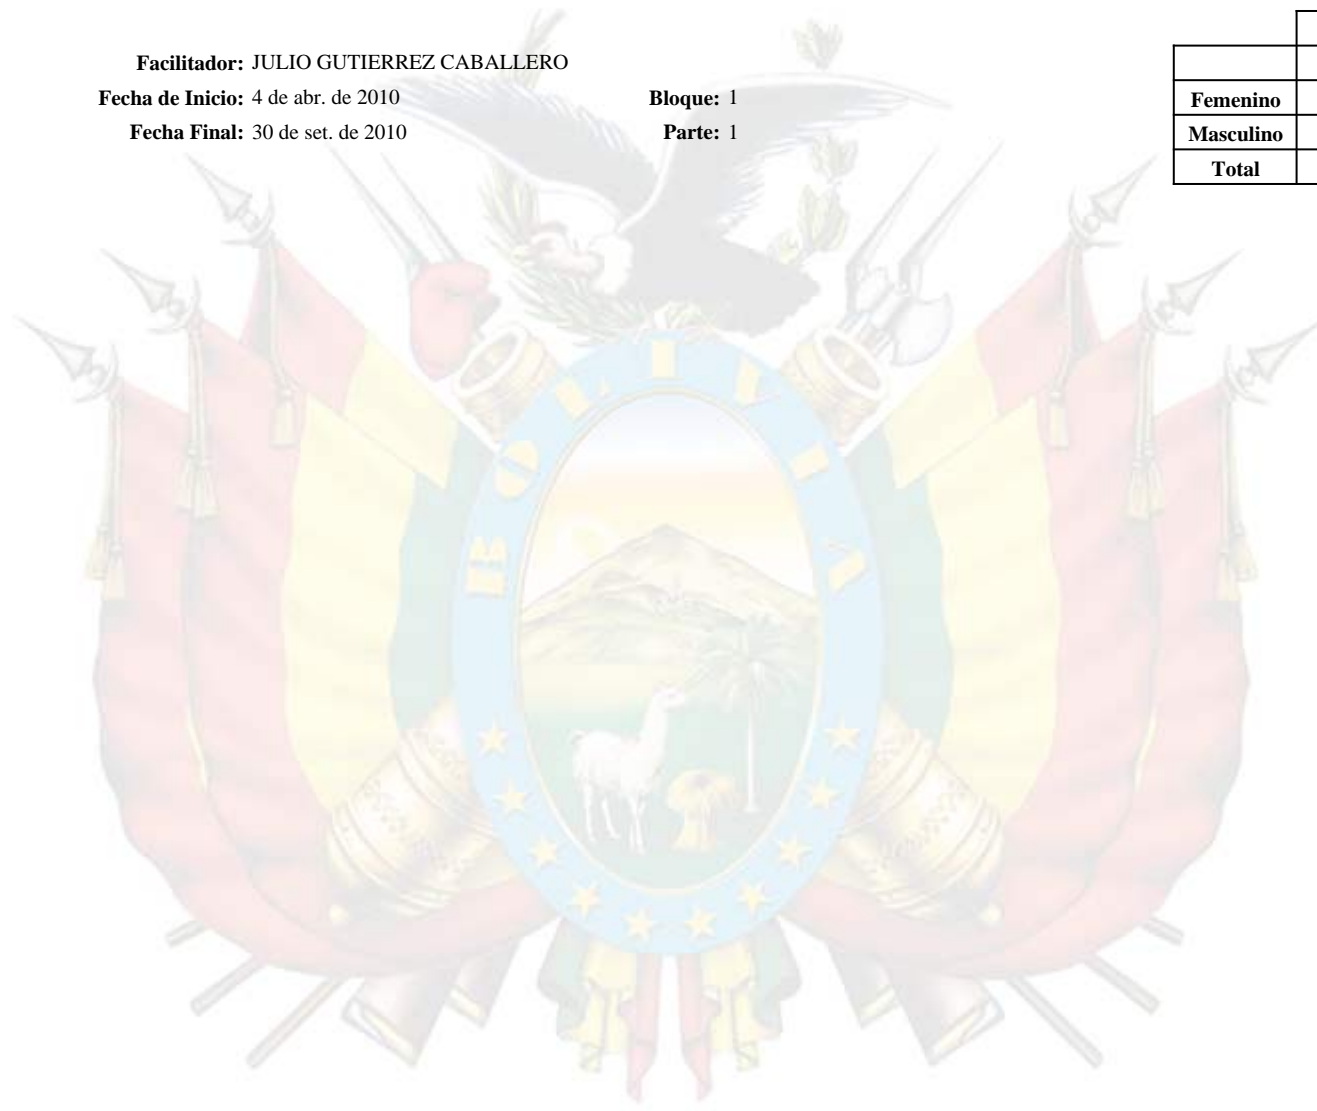 Facilitador: JULIO GUTIERREZ CABALLERO
Fecha de Inicio: 4 de abr. de 2010 Bloque: 1
Fecha Final: 30 de set. de 2010 Parte: 1
Femenino
Masculino
Total
BOLIVIA